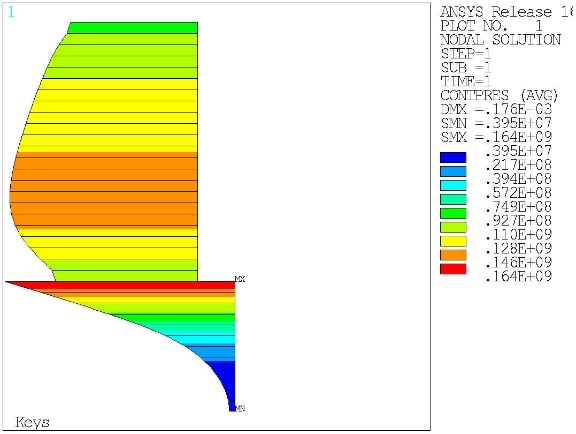 1
ANSYS Release 16
PLOT NO. 1
NODAL SOLUTION
STEP=1
SUB =1
TIME=1
CONTPRES (AVG)
DMX =.176E-03
SMN =.395E+07
SMX =.164E+09
.395E+07
.217E+08
.394E+08
.572E+08
.749E+08
.927E+08
.110E+09
.128E+09
.146E+09
.164E+09
MX
MN
Keys